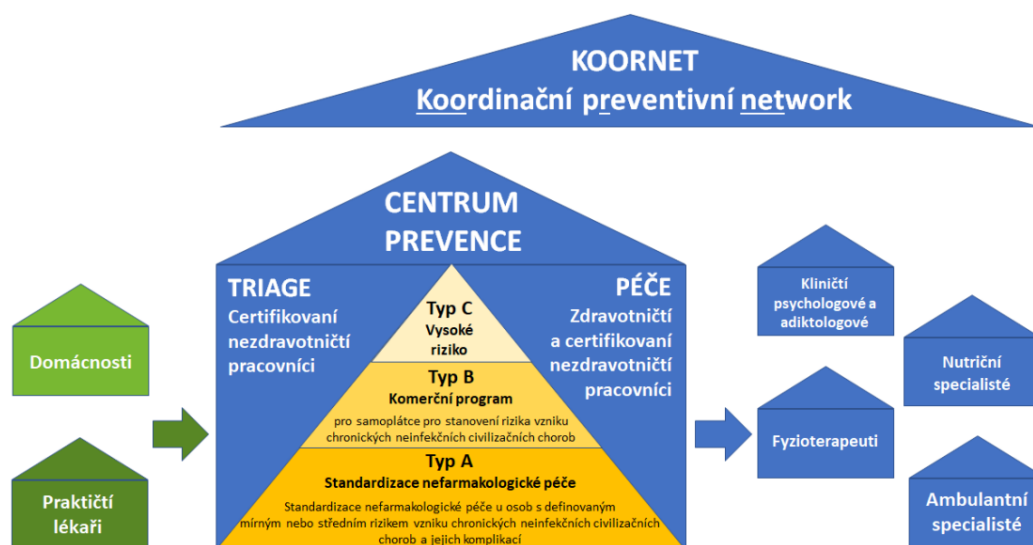 KOORNET
Koordinační preventivní network
CENTRUM
PREVENCE
TRIAGE
Certifikovaní
nezdravotničtí
pracovníci
PÉČE
Zdravotničtí
a certifikovaní
nezdravotničtí
pracovníci
Typ C
Vysoké
riziko
Typ B
Komerční program
pro samoplátce pro stanovení rizika vzniku
chronických neinfekčních civilizačních chorob
Typ A
Standardizace nefarmakologické péče
Standardizace nefarmakologické péče u osob s definovaným
mírným nebo středním rizikem vzniku chronických neinfekčních civilizačních
chorob a jejich komplikací
Domácnosti
Praktičtí
lékaři
Kliničtí
psychologové a
adiktologové
Nutriční
specialisté
Fyzioterapeuti
Ambulantní
specialisté